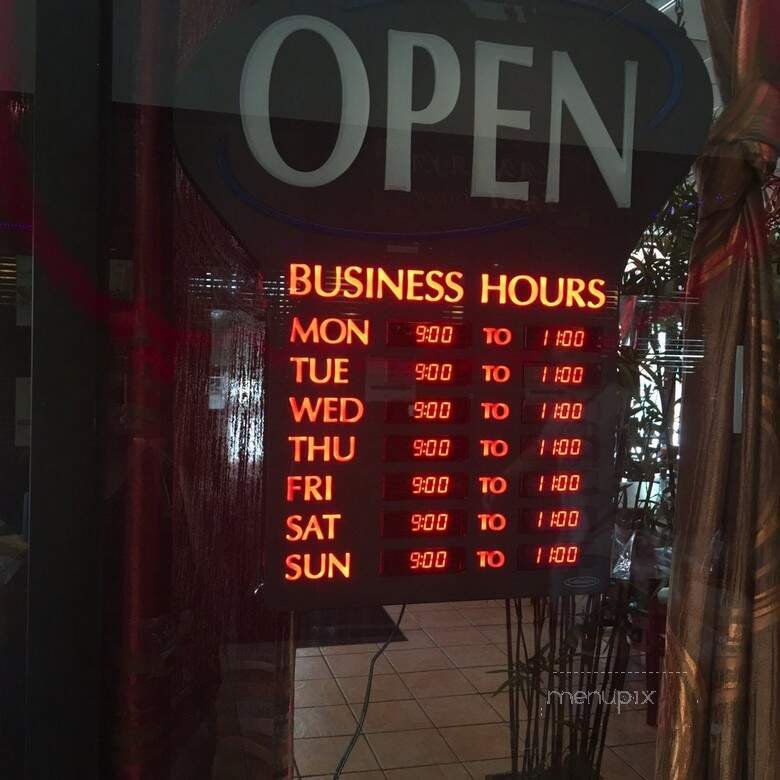 OPEN
BUSINESS HOURS
MON 9:00 TO 11:00
TUE 9:00 TO 11:00
WED 9:00 TO 11:00
THU 9:00 TO 11:00
FRI 9:00 TO 11:00
SAT 9:00 TO 11:00
SUN 9:00 TO 11:00
menupix